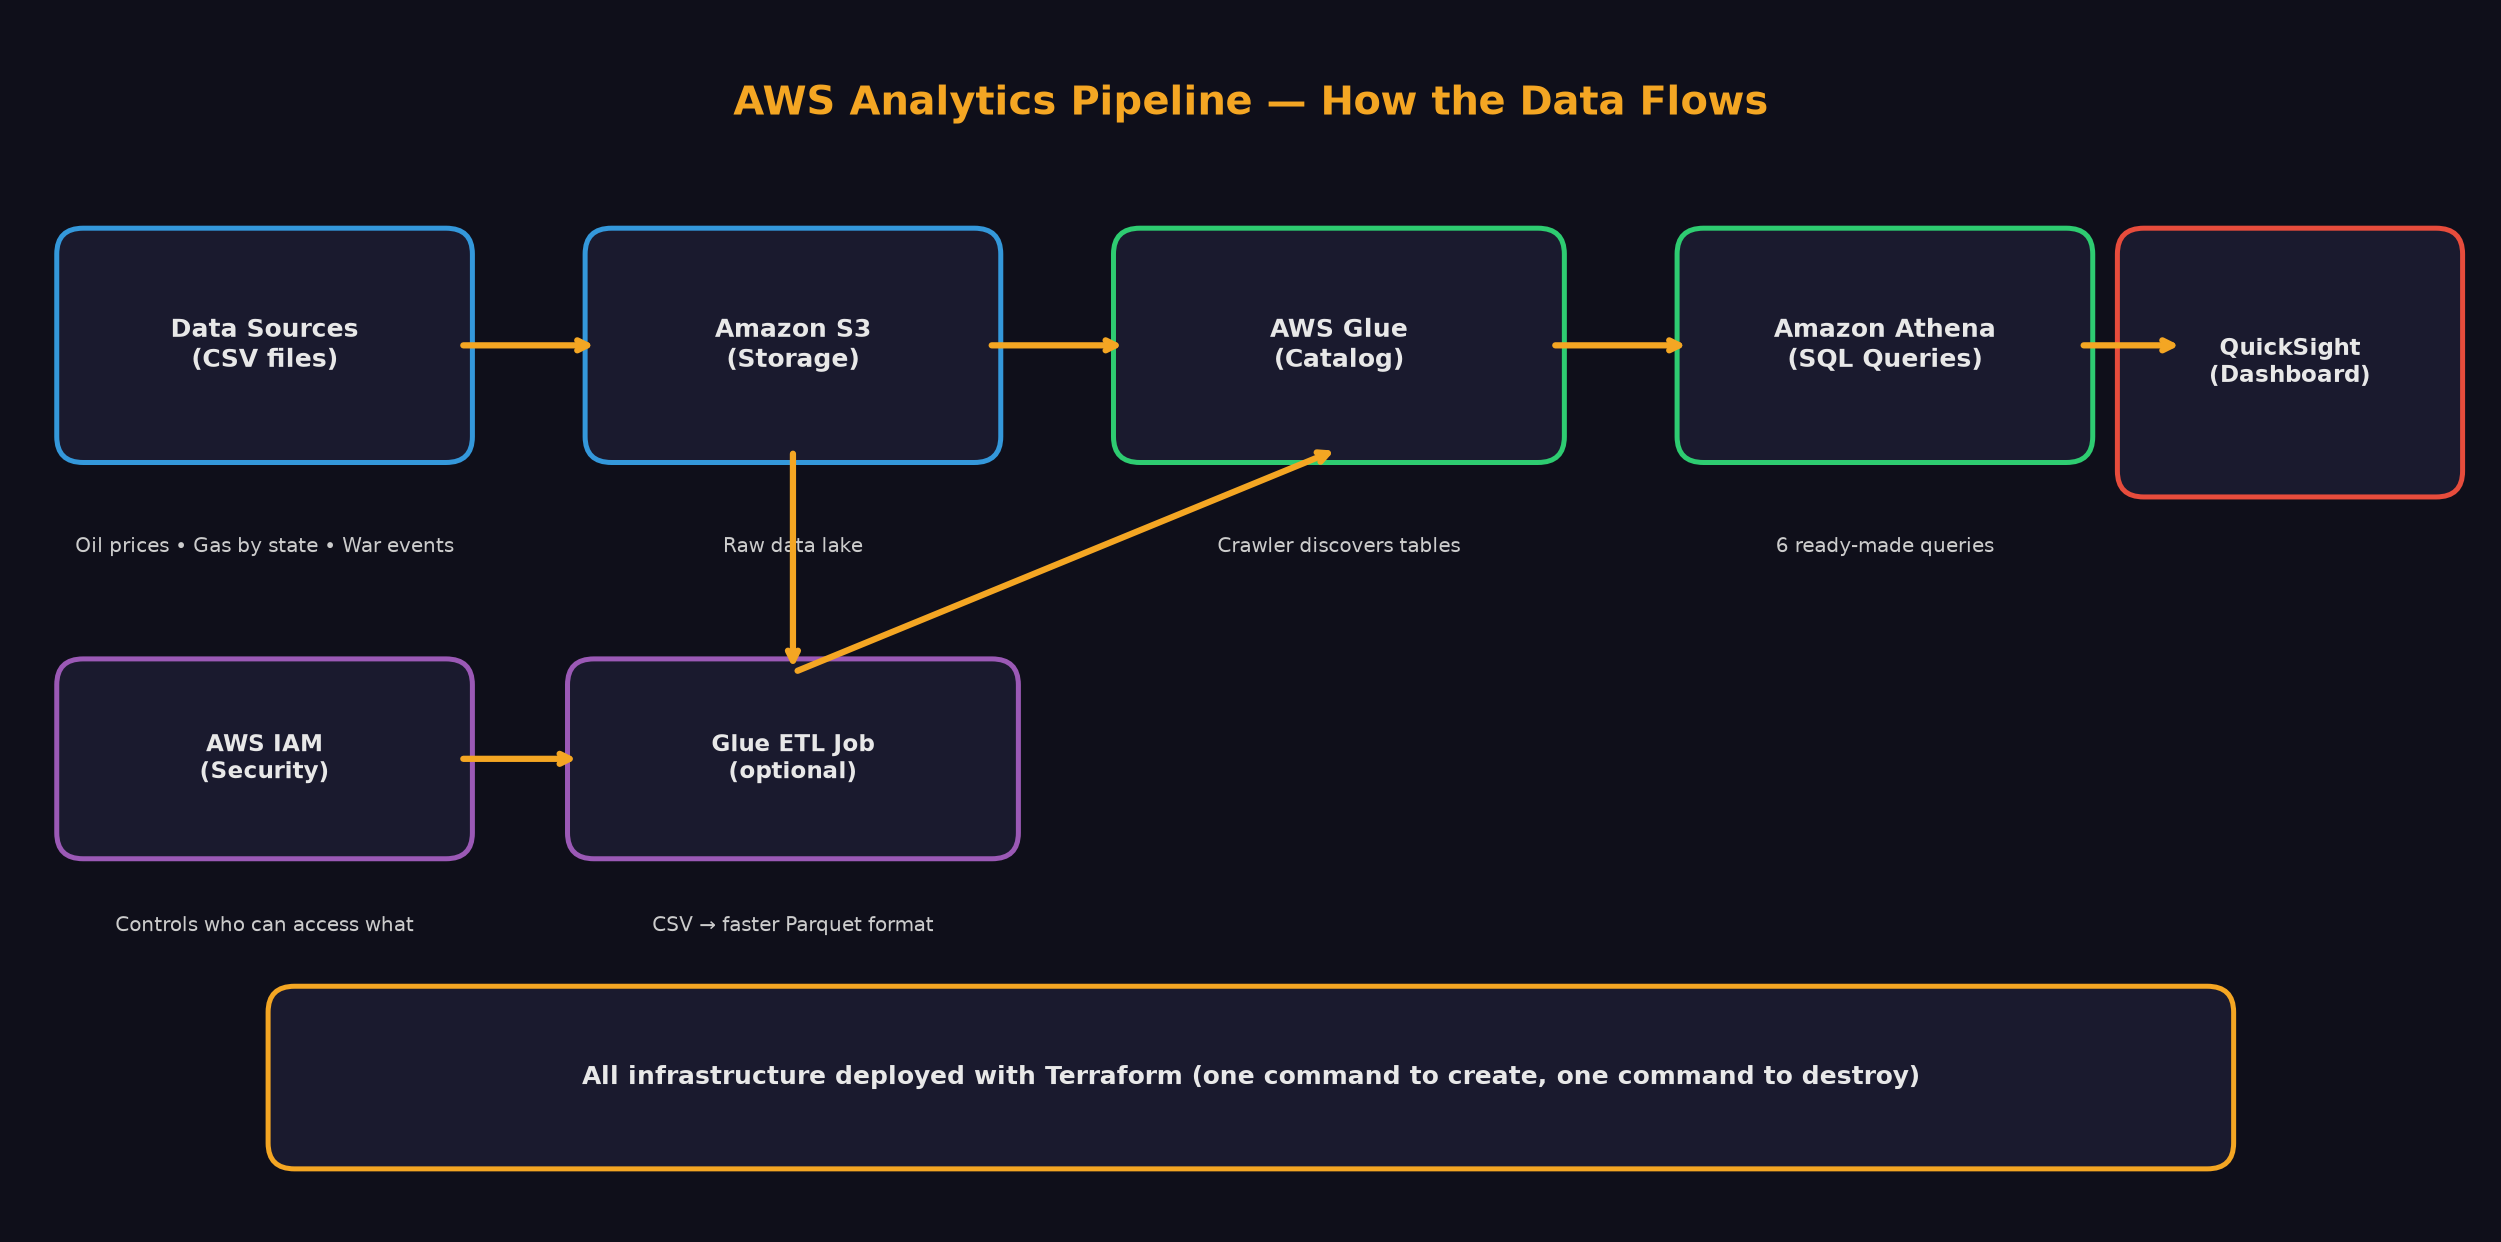 AWS Analytics Pipeline — How the Data Flows
Data Sources
(CSV files)
Amazon S3
(Storage)
AWS Glue
(Catalog)
Amazon Athena
(SQL Queries)
QuickSight
(Dashboard)
Oil prices • Gas by state • War events
Raw data lake
Crawler discovers tables
6 ready-made queries
AWS IAM
(Security)
Glue ETL Job
(optional)
Controls who can access what
CSV → faster Parquet format
All infrastructure deployed with Terraform (one command to create, one command to destroy)